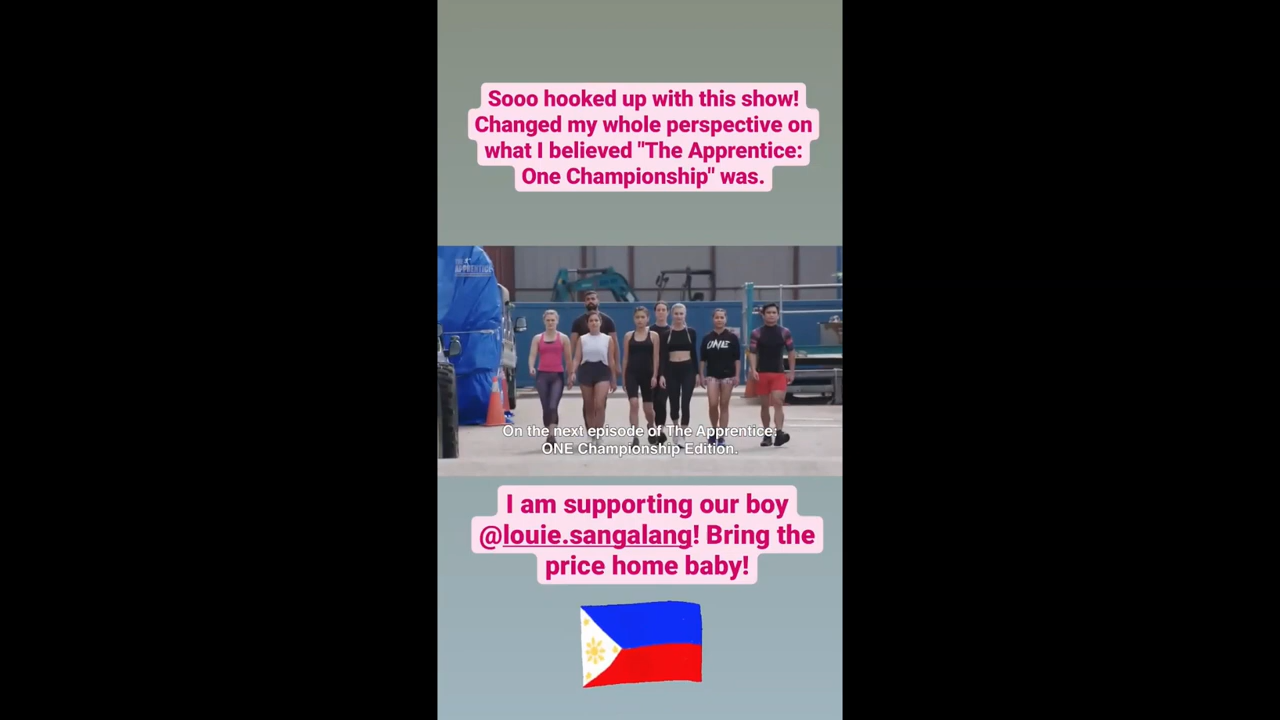 Sooo hooked up with this show!
Changed my whole perspective on
what I believed "The Apprentice:
One Championship" was.
APPRENTICE
On the next episode of The Apprentice:
ONE Championship Edition.
I am supporting our boy
@louie.sangalang! Bring the
price home baby!